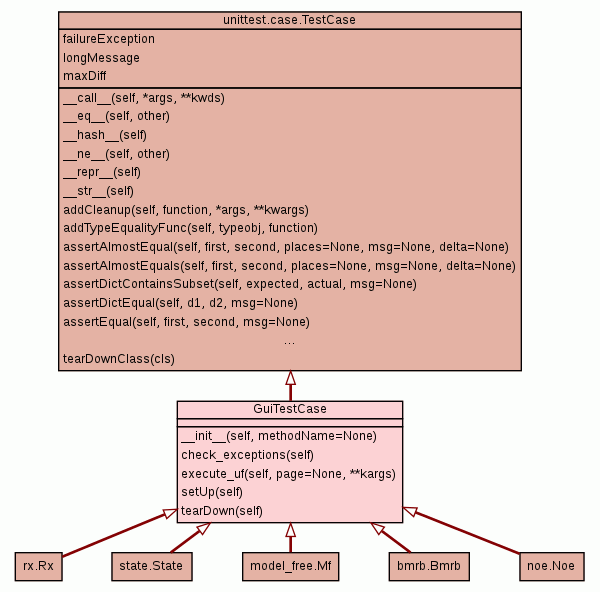 unittest.case.TestCase
failureException
longMessage
maxDiff
__call__(self, *args, **kwds)
__eq__(self, other)
__hash__(self)
__ne__(self, other)
__repr__(self)
__str__(self)
addCleanup(self, function, *args, **kwargs)
addTypeEqualityFunc(self, typeobj, function)
assertAlmostEqual(self, first, second, places=None, msg=None, delta=None)
assertAlmostEquals(self, first, second, places=None, msg=None, delta=None)
assertDictContainsSubset(self, expected, actual, msg=None)
assertDictEqual(self, d1, d2, msg=None)
assertEqual(self, first, second, msg=None)
...
tearDownClass(cls)
GuiTestCase
__init__(self, methodName=None)
check_exceptions(self)
execute_uf(self, page=None, **kargs)
setUp(self)
tearDown(self)
rx.Rx
state.State
model_free.Mf
bmrb.Bmrb
noe.Noe